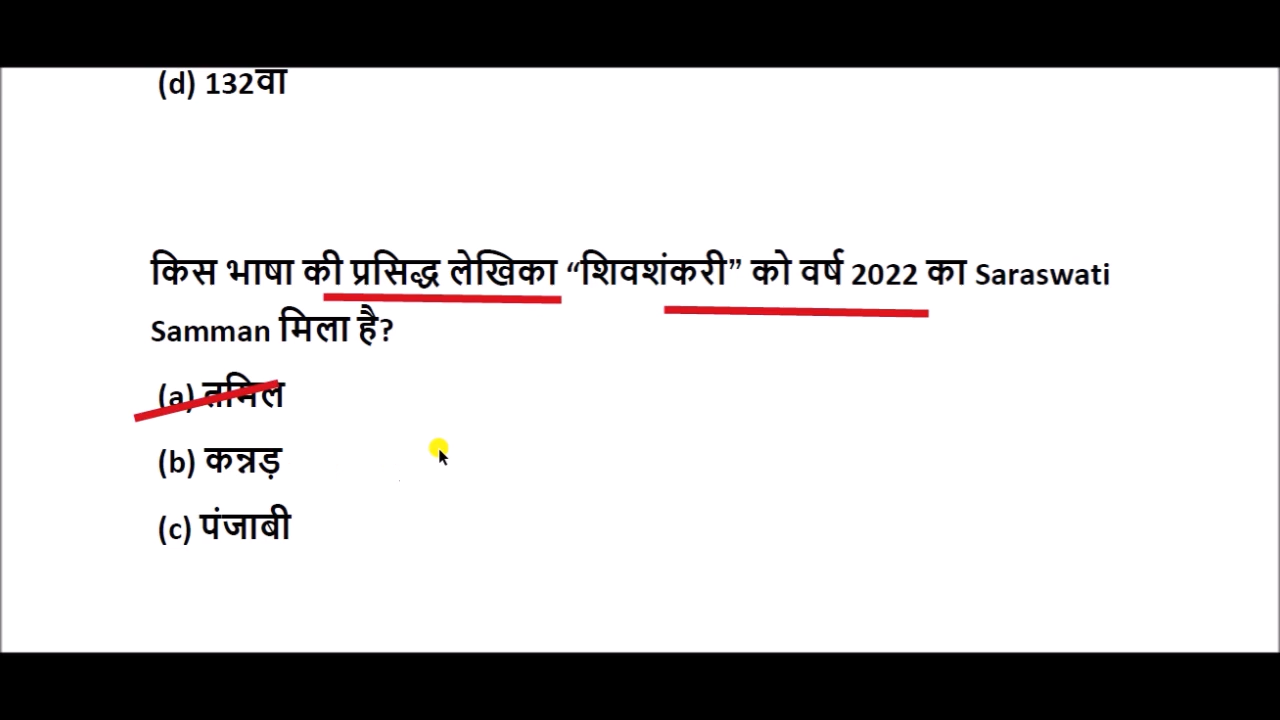 (d) 132वा
किस भाषा की प्रसिद्ध लेखिका “शिवशंकरी” को वर्ष 2022 का Saraswati
Samman मिला है?
(a) तमिल
(b) कन्नड़
(c) पंजाबी